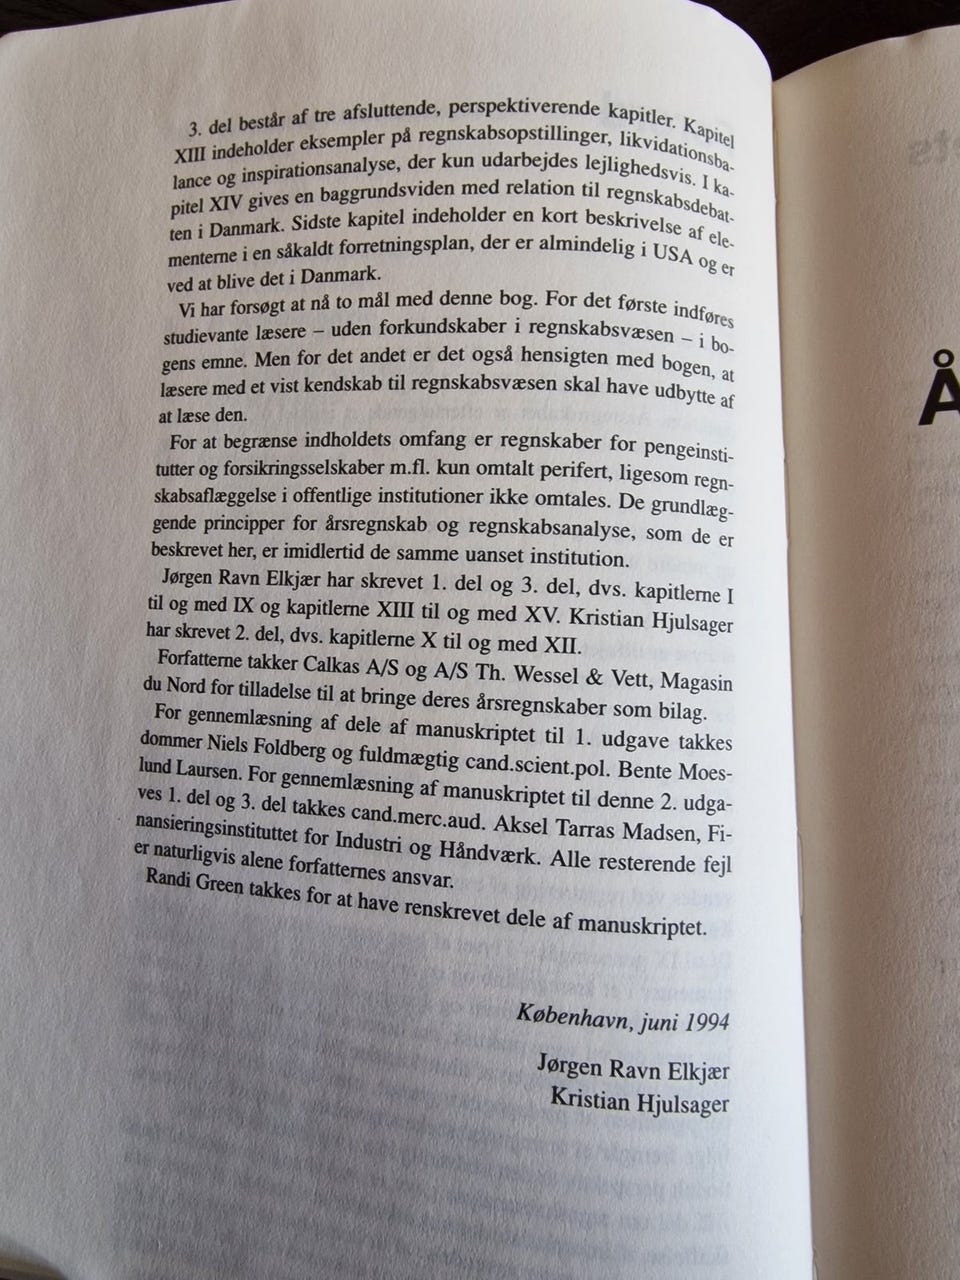 3. del består af tre afsluttende, perspektiverende kapitler. Kapitel
XIII indeholder eksempler på regnskabsopstillinger, likvidationsba-
lance og inspirationsanalyse, der kun udarbejdes lejlighedsvis. I ka-
pitel XIV gives en baggrundsviden med relation til regnskabsdebat-
ten i Danmark. Sidste kapitel indeholder en kort beskrivelse af ele-
menterne i en såkaldt forretningsplan, der er almindelig i USA og er
ved at blive det i Danmark.
Vi har forsøgt at nå to mål med denne bog. For det første indføres
studievante læsere – uden forkundskaber i regnskabsvæsen – i bo-
gens emne. Men for det andet er det også hensigten med bogen, at
læsere med et vist kendskab til regnskabsvæsen skal have udbytte af
at læse den.
For at begrænse indholdets omfang er regnskaber for pengeinsti-
tutter og forsikringsselskaber m.fl. kun omtalt perifert, ligesom regn-
skabsaflæggelse i offentlige institutioner ikke omtales. De grundlæg-
gende principper for årsregnskab og regnskabsanalyse, som de er
beskrevet her, er imidlertid de samme uanset institution.
Jørgen Ravn Elkjær har skrevet 1. del og 3. del, dvs. kapitlerne I
til og med IX og kapitlerne XIII til og med XV. Kristian Hjulsager
har skrevet 2. del, dvs. kapitlerne X til og med XII.
Forfatterne takker Calkas A/S og A/S Th. Wessel & Vett, Magasin
du Nord for tilladelse til at bringe deres årsregnskaber som bilag.
For gennemlæsning af dele af manuskriptet til 1. udgave takkes
dommer Niels Foldberg og fuldmægtig cand.scient.pol. Bente Moes-
lund Laursen. For gennemlæsning af manuskriptet til denne 2. udga-
ves 1. del og 3. del takkes cand.merc.aud. Aksel Tarras Madsen, Fi-
nansieringsinstituttet for Industri og Håndværk. Alle resterende fejl
er naturligvis alene forfatternes ansvar.
Randi Green takkes for at have renskrevet dele af manuskriptet.
København, juni 1994
Jørgen Ravn Elkjær
Kristian Hjulsager
Å